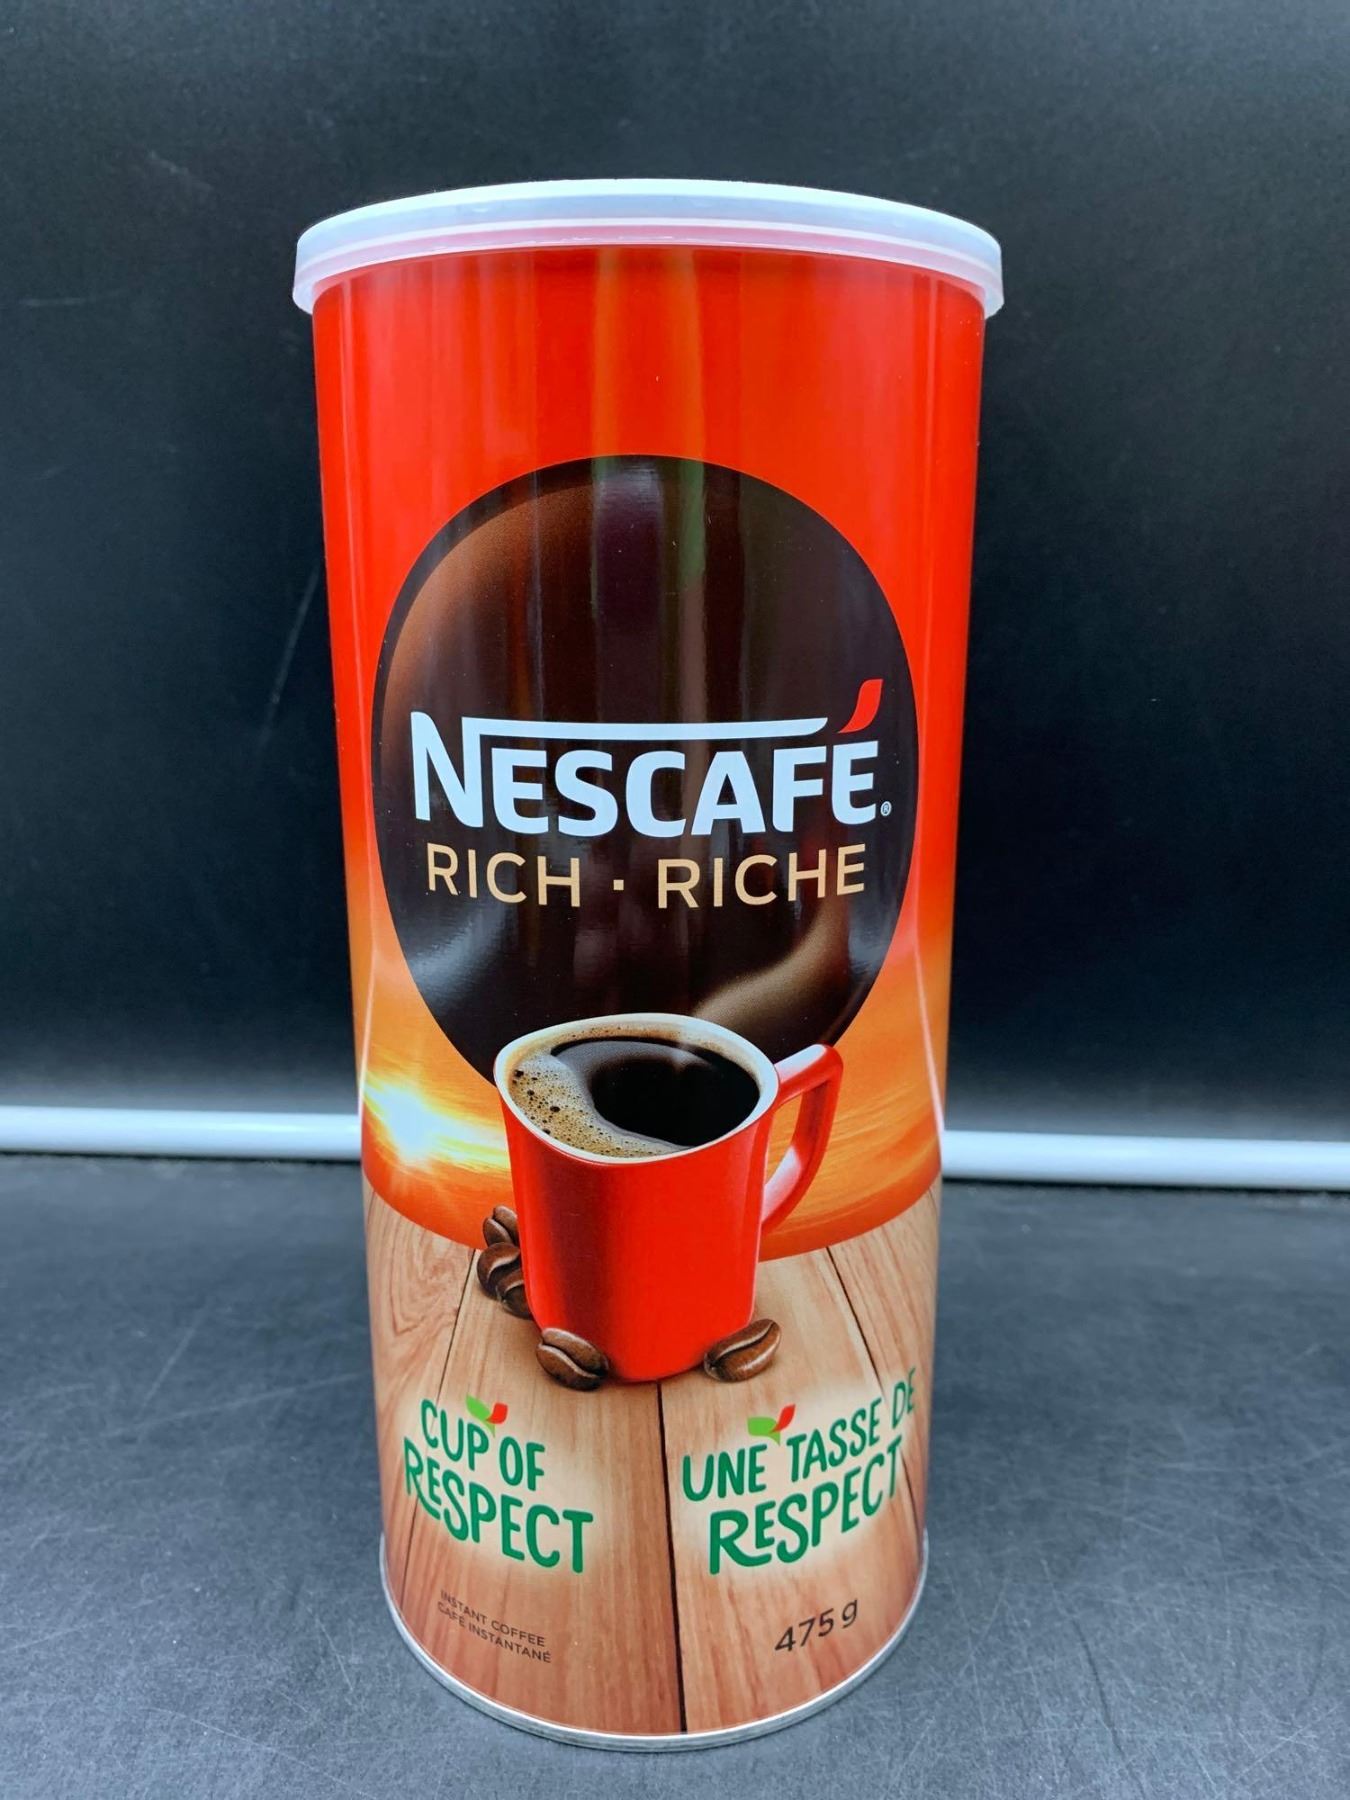 NESCAFÉ®
RICH · RICHE
CUP OF
RESPECT
UNE TASSE DE
RESPECT
INSTANT COFFEE
CAFÉ INSTANTANÉ
475 g